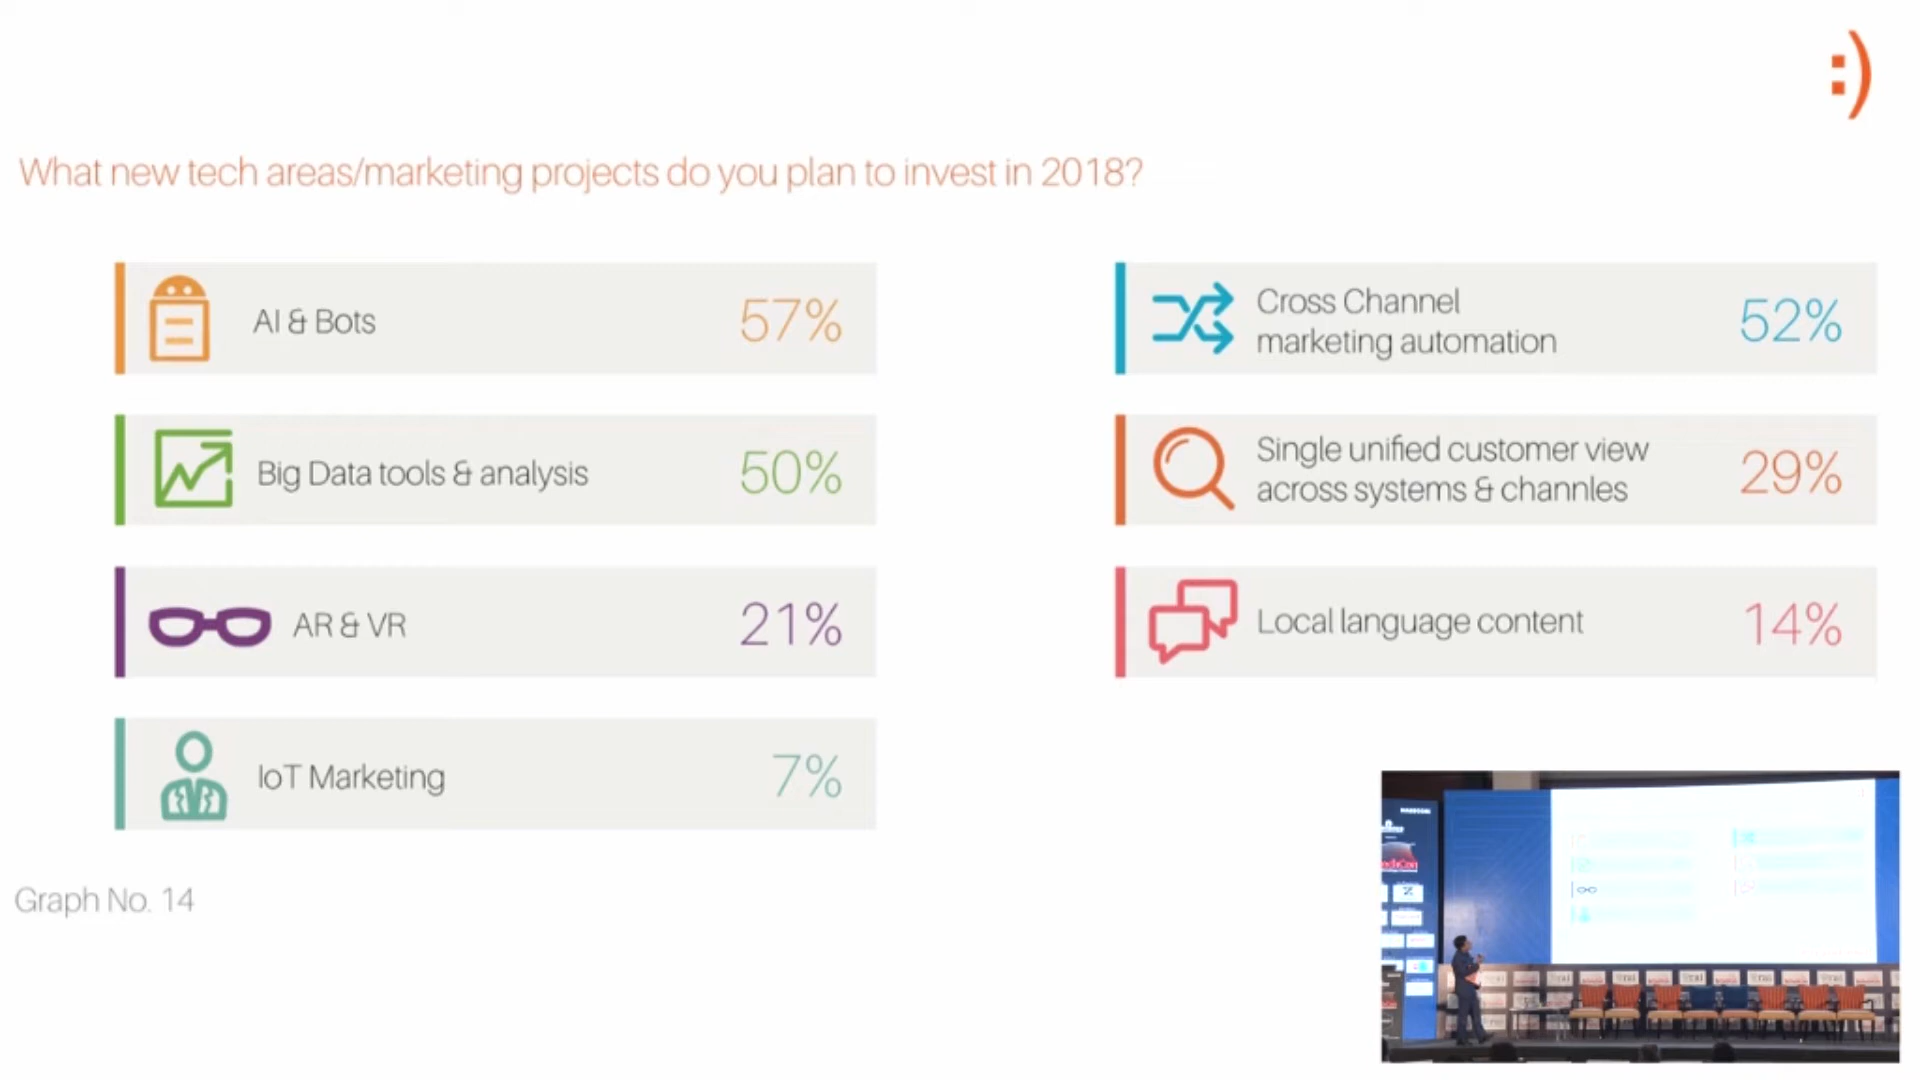 :)
What new tech areas/marketing projects do you plan to invest in 2018?
AI & Bots 57%
Cross Channel
marketing automation 52%
Big Data tools & analysis 50%
Single unified customer view
across systems & channles 29%
AR & VR 21%
Local language content 14%
IoT Marketing 7%
Graph No. 14